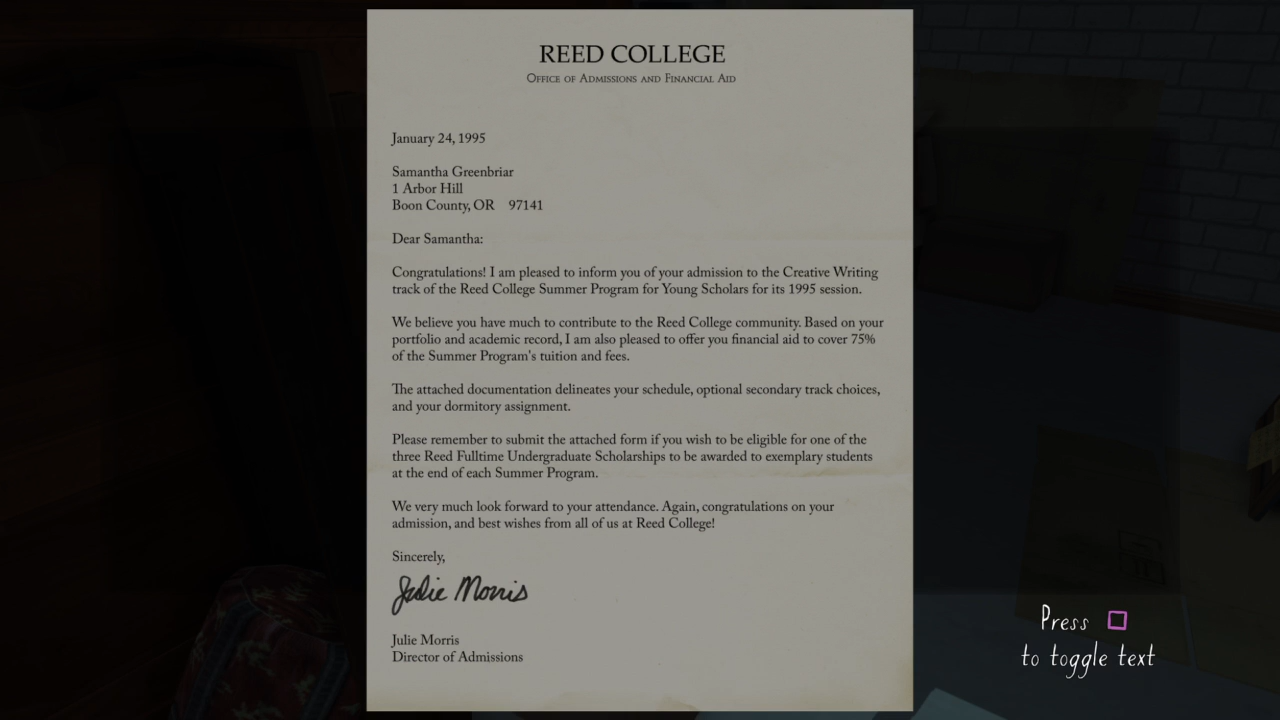 REED COLLEGE
Office of Admissions and Financial Aid
January 24, 1995
Samantha Greenbriar
1 Arbor Hill
Boon County, OR 97141
Dear Samantha:
Congratulations! I am pleased to inform you of your admission to the Creative Writing
track of the Reed College Summer Program for Young Scholars for its 1995 session.
We believe you have much to contribute to the Reed College community. Based on your
portfolio and academic record, I am also pleased to offer you financial aid to cover 75%
of the Summer Program's tuition and fees.
The attached documentation delineates your schedule, optional secondary track choices,
and your dormitory assignment.
Please remember to submit the attached form if you wish to be eligible for one of the
three Reed Fulltime Undergraduate Scholarships to be awarded to exemplary students
at the end of each Summer Program.
We very much look forward to your attendance. Again, congratulations on your
admission, and best wishes from all of us at Reed College!
Sincerely,
Julie Morris
Julie Morris
Director of Admissions
Press
to toggle text